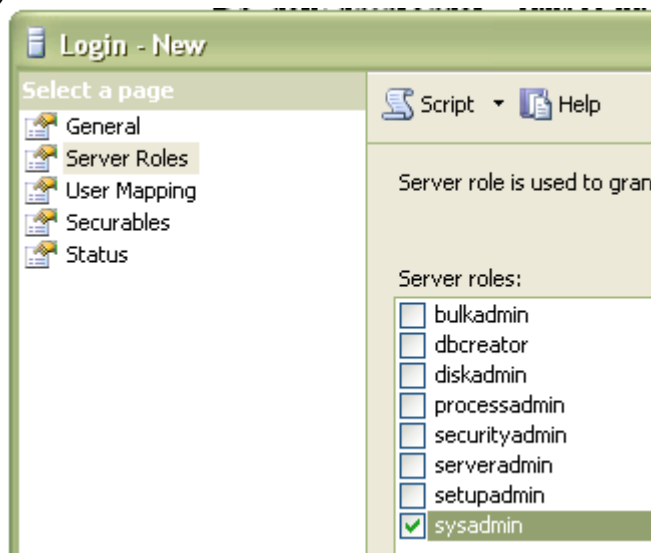 Login - New
Select a page
General
Server Roles
User Mapping
Securables
Status
Script
Help
Server role is used to gran
Server roles:
bulkadmin
dbcreator
diskadmin
processadmin
securityadmin
serveradmin
setupadmin
sysadmin